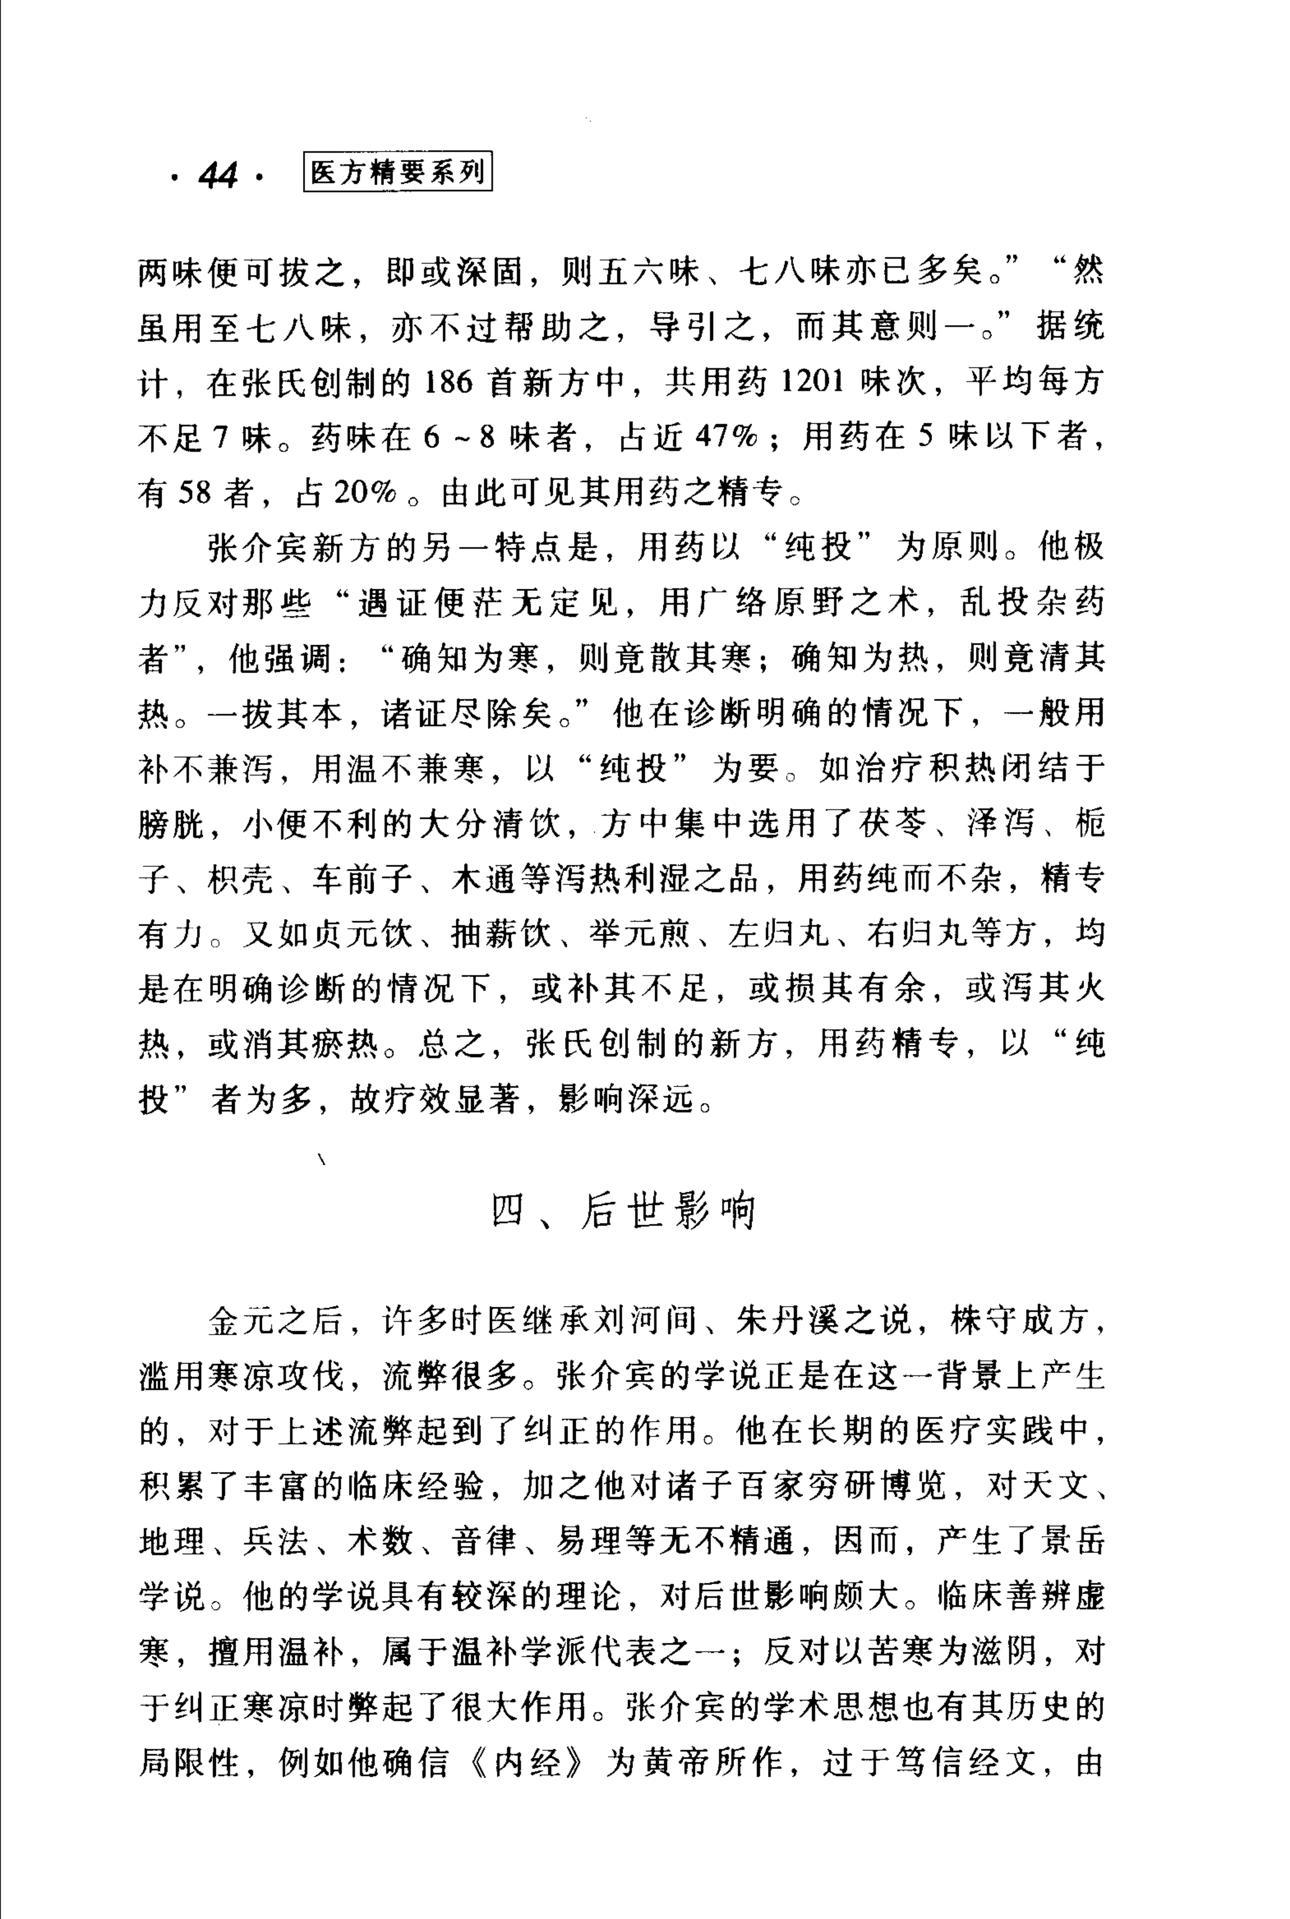 · 44 · 医方精要系列
两味便可拔之，即或深固，则五六味、七八味亦已多矣。”“然
虽用至七八味，亦不过帮助之，导引之，而其意则一。”据统
计，在张氏创制的 186 首新方中，共用药 1201 味次，平均每方
不足 7 味。药味在 6 ~ 8 味者，占近 47%；用药在 5 味以下者，
有 58 者，占 20%。由此可见其用药之精专。
张介宾新方的另一特点是，用药以“纯投”为原则。他极
力反对那些“遇证便茫无定见，用广络原野之术，乱投杂药
者”，他强调：“确知为寒，则竟散其寒；确知为热，则竟清其
热。一拔其本，诸证尽除矣。”他在诊断明确的情况下，一般用
补不兼泻，用温不兼寒，以“纯投”为要。如治疗积热闭结于
膀胱，小便不利的大分清饮，方中集中选用了茯苓、泽泻、栀
子、枳壳、车前子、木通等泻热利湿之品，用药纯而不杂，精专
有力。又如贞元饮、抽薪饮、举元煎、左归丸、右归丸等方，均
是在明确诊断的情况下，或补其不足，或损其有余，或泻其火
热，或消其瘀热。总之，张氏创制的新方，用药精专，以“纯
投”者为多，故疗效显著，影响深远。
四、后世影响
金元之后，许多时医继承刘河间、朱丹溪之说，株守成方，
滥用寒凉攻伐，流弊很多。张介宾的学说正是在这一背景上产生
的，对于上述流弊起到了纠正的作用。他在长期的医疗实践中，
积累了丰富的临床经验，加之他对诸子百家穷研博览，对天文、
地理、兵法、术数、音律、易理等无不精通，因而，产生了景岳
学说。他的学说具有较深的理论，对后世影响颇大。临床善辨虚
寒，擅用温补，属于温补学派代表之一；反对以苦寒为滋阴，对
于纠正寒凉时弊起了很大作用。张介宾的学术思想也有其历史的
局限性，例如他确信《内经》为黄帝所作，过于笃信经文，由